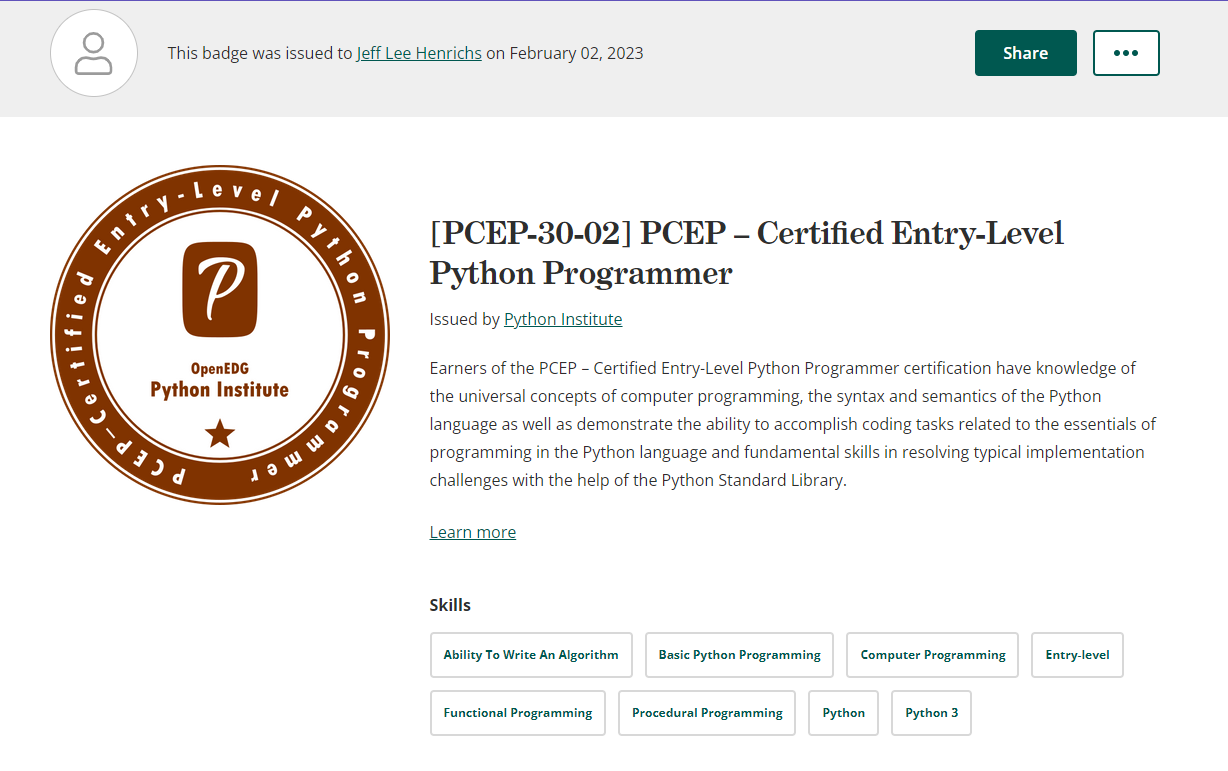 This badge was issued to Jeff Lee Henrichs on February 02, 2023
Share
PCEP-Certified Entry-Level Python Programmer
OpenEDG
Python Institute
[PCEP-30-02] PCEP – Certified Entry-Level
Python Programmer
Issued by Python Institute
Earners of the PCEP – Certified Entry-Level Python Programmer certification have knowledge of
the universal concepts of computer programming, the syntax and semantics of the Python
language as well as demonstrate the ability to accomplish coding tasks related to the essentials of
programming in the Python language and fundamental skills in resolving typical implementation
challenges with the help of the Python Standard Library.
Learn more
Skills
Ability To Write An Algorithm Basic Python Programming Computer Programming Entry-level
Functional Programming Procedural Programming Python Python 3